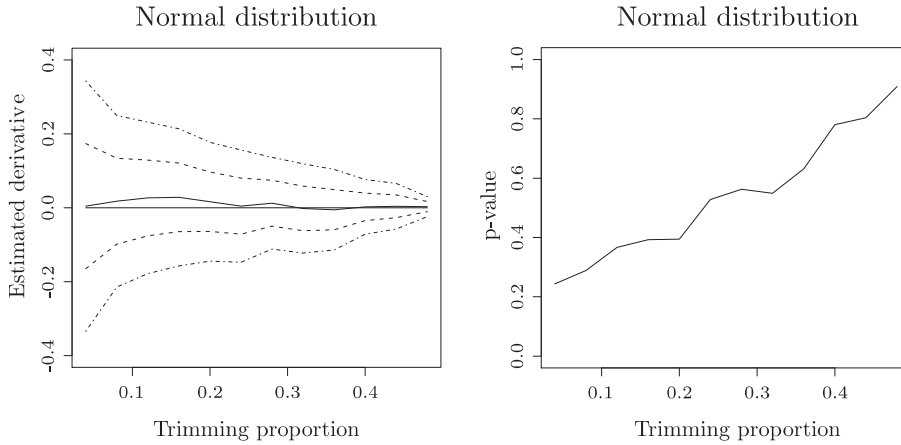 Normal distribution
Estimated derivative
0.4
0.2
0.0
-0.2
-0.4
0.1 0.2 0.3 0.4
Trimming proportion
Normal distribution
p-value
1.0
0.8
0.6
0.4
0.2
0.0
0.1 0.2 0.3 0.4
Trimming proportion